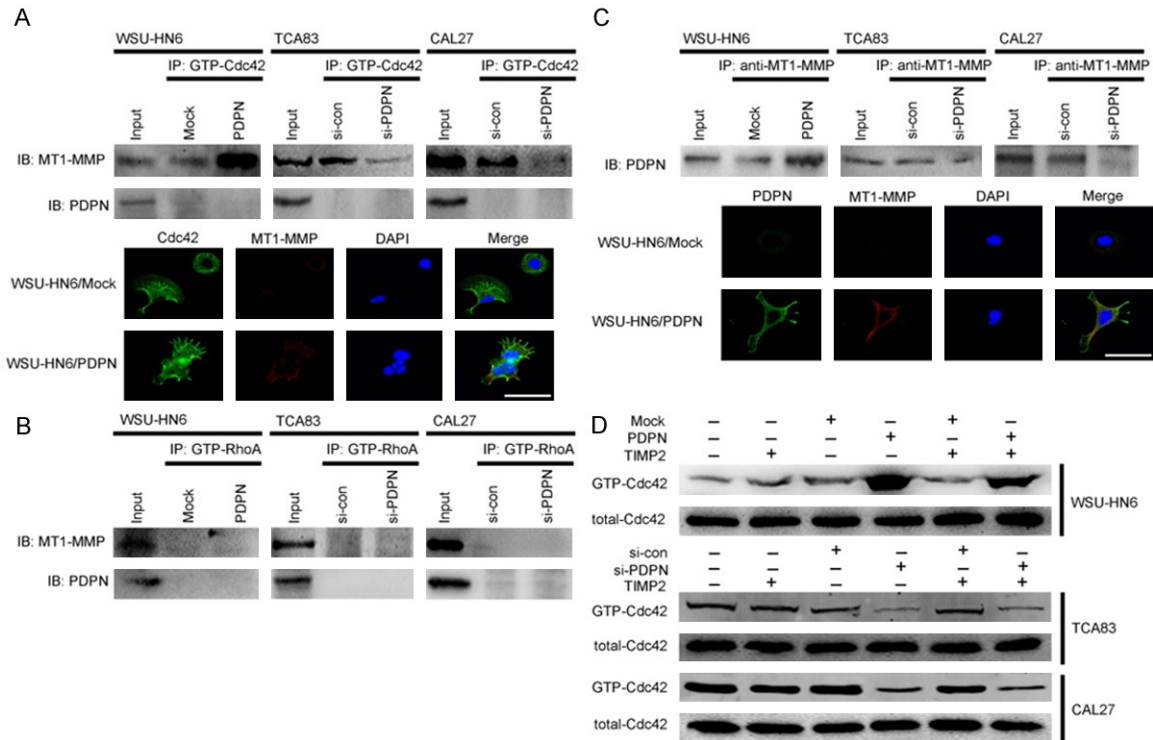 A
WSU-HN6 TCA83 CAL27
IP: GTP-Cdc42 IP: GTP-Cdc42 IP: GTP-Cdc42
Input Mock PDPN Input si-con si-PDPN Input si-con si-PDPN
IB: MT1-MMP
IB: PDPN
Cdc42 MT1-MMP DAPI Merge
WSU-HN6/Mock
WSU-HN6/PDPN
B
WSU-HN6 TCA83 CAL27
IP: GTP-RhoA IP: GTP-RhoA IP: GTP-RhoA
Input Mock PDPN Input si-con si-PDPN Input si-con si-PDPN
IB: MT1-MMP
IB: PDPN
C
WSU-HN6 TCA83 CAL27
IP: anti-MT1-MMP IP: anti-MT1-MMP IP: anti-MT1-MMP
Input Mock PDPN Input si-con si-PDPN Input si-con si-PDPN
IB: PDPN
PDPN MT1-MMP DAPI Merge
WSU-HN6/Mock
WSU-HN6/PDPN
D
Mock – – + – + –
PDPN – – – + – +
TIMP2 – + – – + +
GTP-Cdc42
total-Cdc42
WSU-HN6
si-con – – + – + –
si-PDPN – – – + – +
TIMP2 – + – – + +
GTP-Cdc42
total-Cdc42
TCA83
GTP-Cdc42
total-Cdc42
CAL27